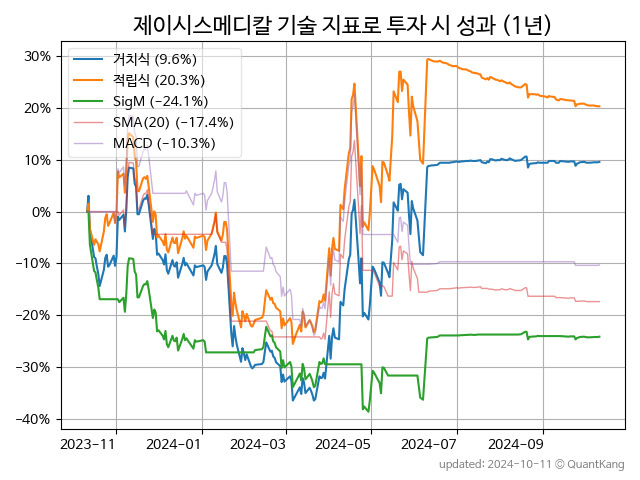 제이시스메디칼 기술 지표로 투자 시 성과 (1년)
30%
20%
10%
0%
−10%
−20%
−30%
−40%
거치식 (9.6%)
적립식 (20.3%)
SigM (−24.1%)
SMA(20) (−17.4%)
MACD (−10.3%)
2023-11 2024-01 2024-03 2024-05 2024-07 2024-09
updated: 2024-10-11 © QuantKang